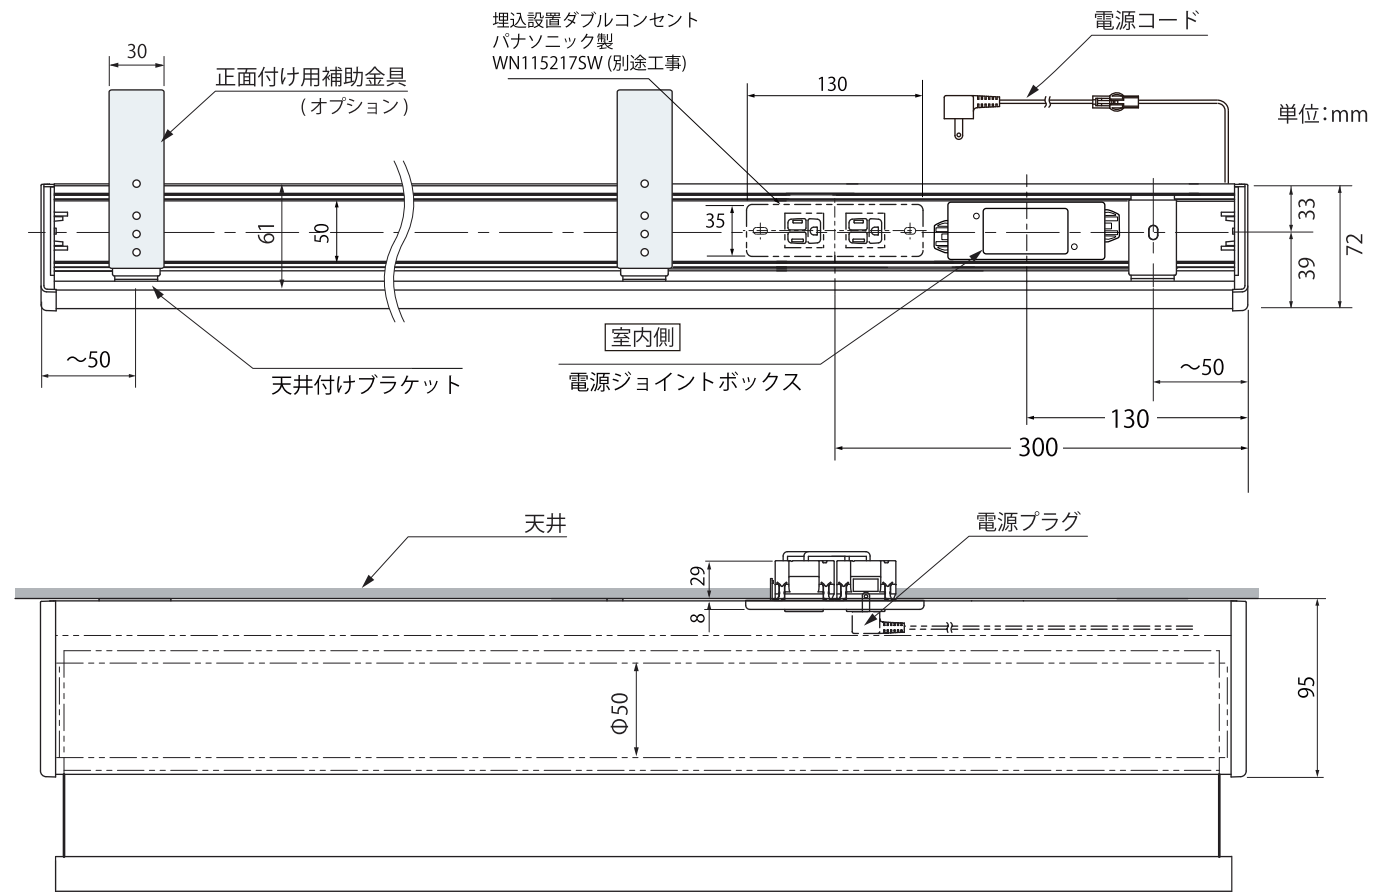 埋込設置ダブルコンセント
パナソニック製
WN115217SW (別途工事)
電源コード
30
正面付け用補助金具
(オプション)
130
単位:mm
61
50
35
33
39
72
室内側
~50
天井付けブラケット
電源ジョイントボックス
~50
130
300
天井
電源プラグ
29
8
Φ50
95